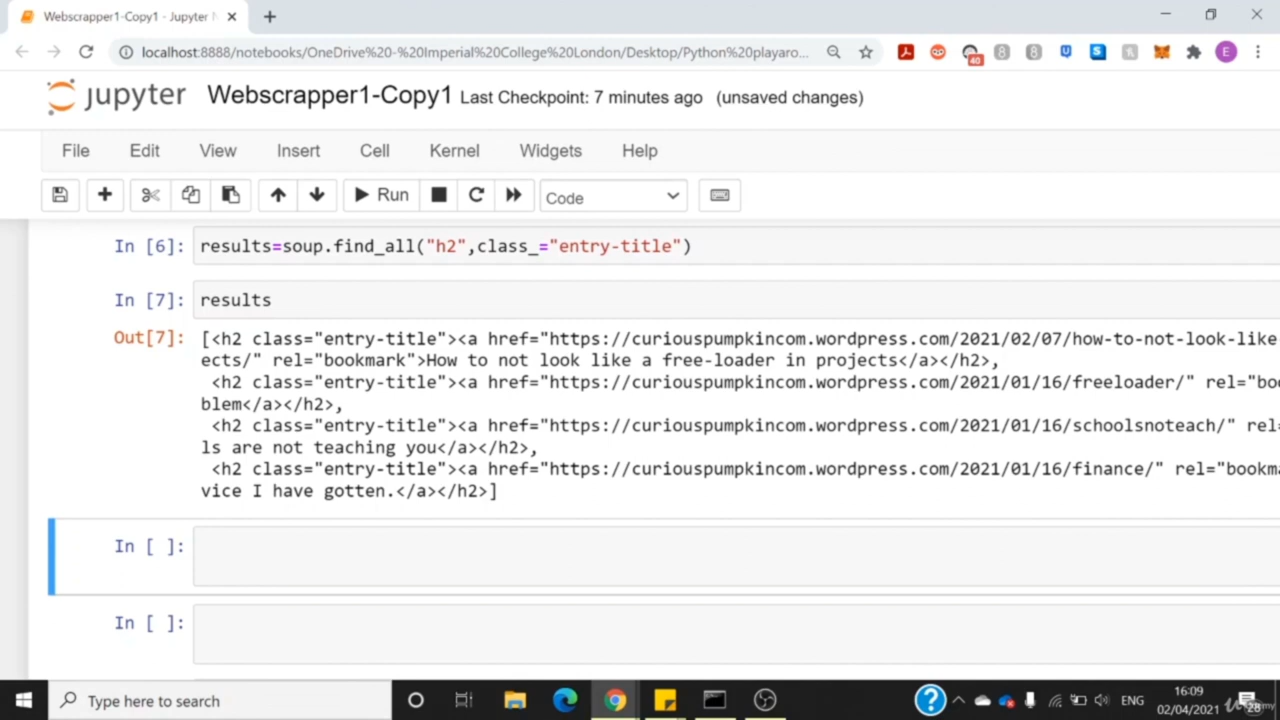 Webscrapper1-Copy1 - Jupyter
localhost:8888/notebooks/OneDrive%20-%20Imperial%20College%20London/Desktop/Python%20playaro...
40
E
jupyter Webscrapper1-Copy1 Last Checkpoint: 7 minutes ago (unsaved changes)
File Edit View Insert Cell Kernel Widgets Help
Run Code
In [6]: results=soup.find_all("h2",class_="entry-title")
In [7]: results
Out[7]: [<h2 class="entry-title"><a href="https://curiouspumpkincom.wordpress.com/2021/02/07/how-to-not-look-like
ects/" rel="bookmark">How to not look like a free-loader in projects</a></h2>,
<h2 class="entry-title"><a href="https://curiouspumpkincom.wordpress.com/2021/01/16/freeloader/" rel="boo
blem</a></h2>,
<h2 class="entry-title"><a href="https://curiouspumpkincom.wordpress.com/2021/01/16/schoolsnoteach/" rel=
ls are not teaching you</a></h2>,
<h2 class="entry-title"><a href="https://curiouspumpkincom.wordpress.com/2021/01/16/finance/" rel="bookma
vice I have gotten.</a></h2>]
In [ ]:
In [ ]:
Type here to search
ENG
16:09
02/04/2021
28